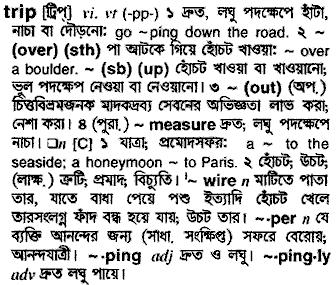 trip [ট্রিপ্] vi. vt (-pp-) ১ দ্রুত, লঘু পদক্ষেপে হাঁটা,
নাচা বা দৌড়নো: go ~ping down the road. ২ ~
(over) (sth) পা আটকে গিয়ে হোঁচট খাওয়া: ~ over
a boulder. ~ (sb) (up) হোঁচট খাওয়া বা খাওয়ানো;
ভুল পদক্ষেপ নেওয়া বা নেওয়ানো। ৩ ~ (out) (অপ.)
চিত্তবিভ্রমজনক মাদকদ্রব্য সেবনের অভিজ্ঞতা লাভ করা;
নেশা করা। ৪ (পুরা.) ~ measure দ্রুত; লঘু পদক্ষেপে
নাচা। □n [C] ১ যাত্রা; প্রমোদসফর: a ~ to the
seaside; a honeymoon ~ to Paris. ২ হোঁচট; উচট;
(লাক্ষ.) ত্রুটি; প্রমাদ; বিচ্যুতি। ˈ~ wire n মাটিতে পাতা
তার, যাতে বাধা পেয়ে পশু ইত্যাদি হোঁচট খেলে
তারসংলগ্ন ফাঁদ বন্ধ হয়ে যায়; উচট তার। ~·per n যে
ব্যক্তি আনন্দের জন্য (সাধা. সংক্ষিপ্ত) সফরে বেরোয়;
আনন্দযাত্রী। ~·ping adj দ্রুত ও লঘু। ~·ping·ly
adv দ্রুত লঘু পায়ে।